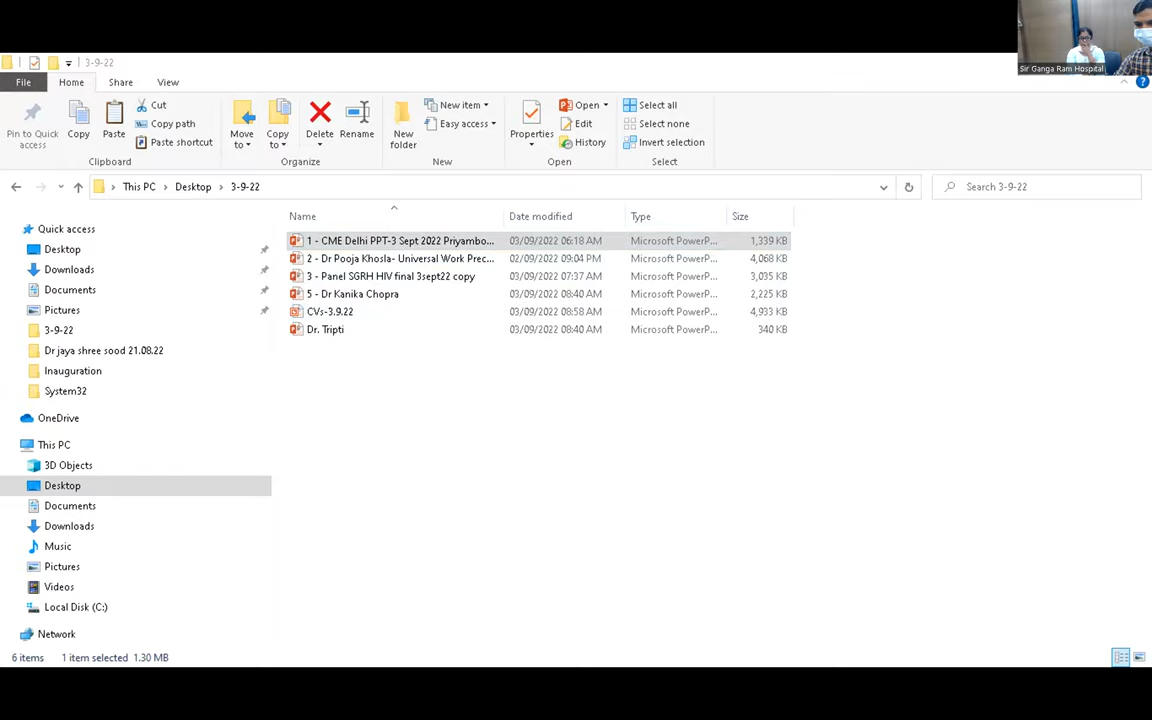 Sir Ganga Ram Hospital
3-9-22
File Home Share View
Pin to Quick access
Copy
Paste
Cut
Copy path
Paste shortcut
Clipboard
Move to
Copy to
Delete
Rename
Organize
New folder
New item
Easy access
New
Properties
Open
Edit
History
Open
Select all
Select none
Invert selection
Select
This PC > Desktop > 3-9-22
Search 3-9-22
Name Date modified Type Size
1 - CME Delhi PPT-3 Sept 2022 Priyambo... 03/09/2022 06:18 AM Microsoft PowerP... 1,339 KB
2 - Dr Pooja Khosla- Universal Work Prec... 02/09/2022 09:04 PM Microsoft PowerP... 4,068 KB
3 - Panel SGRH HIV final 3sept22 copy 03/09/2022 07:37 AM Microsoft PowerP... 3,035 KB
5 - Dr Kanika Chopra 03/09/2022 08:40 AM Microsoft PowerP... 2,225 KB
CVs-3.9.22 03/09/2022 08:58 AM Microsoft PowerP... 4,933 KB
Dr. Tripti 03/09/2022 08:40 AM Microsoft PowerP... 340 KB
Quick access
Desktop
Downloads
Documents
Pictures
3-9-22
Dr jaya shree sood 21.08.22
Inauguration
System32
OneDrive
This PC
3D Objects
Desktop
Documents
Downloads
Music
Pictures
Videos
Local Disk (C:)
Network
6 items 1 item selected 1.30 MB